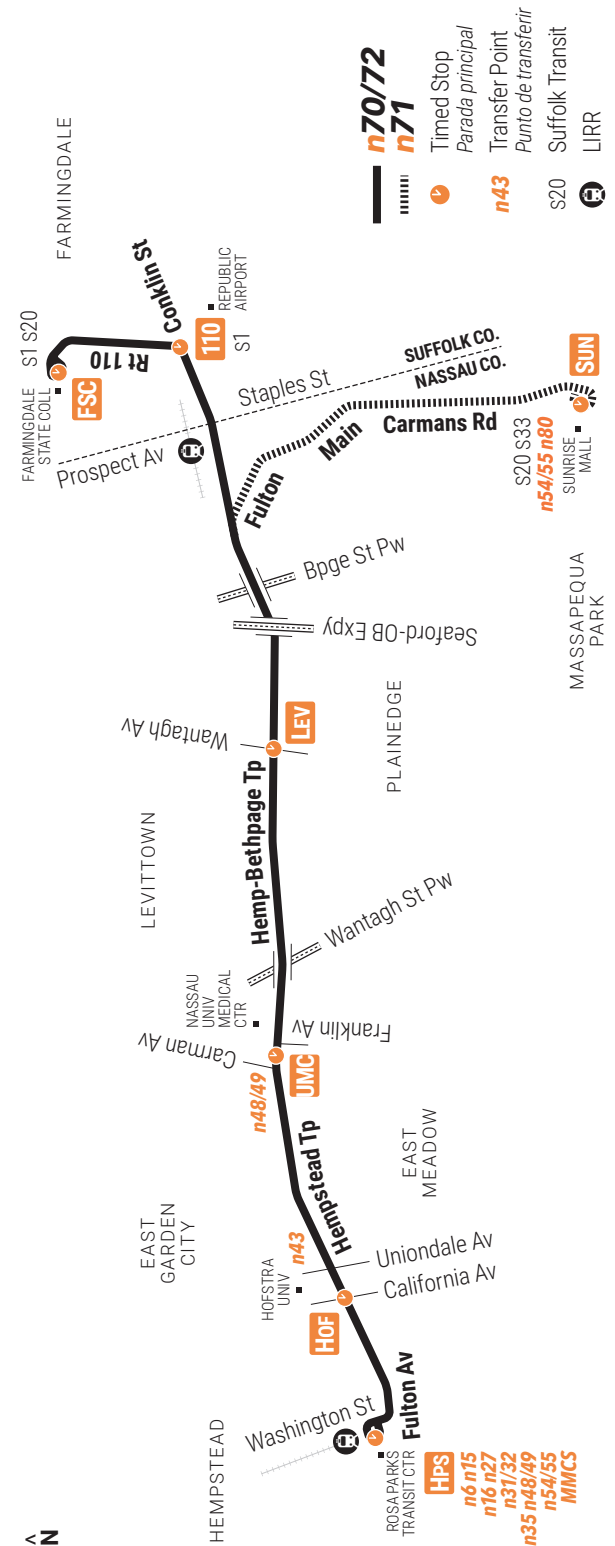 <N
HEMPSTEAD
Washington St
ROSA PARKS
TRANSIT CTR
HPS
n6 n15
n16 n27
n31/32
n35 n48/49
n54/55
MMCS
Fulton Av
HOF
HOFSTRA
UNIV
n43
California Av
Uniondale Av
Hempstead Tp
EAST
GARDEN
CITY
EAST
MEADOW
n48/49
Carman Av
UMC
Franklin Av
NASSAU
UNIV
MEDICAL
CTR
Wantagh St Pw
LEVITTOWN
Hemp-Bethpage Tp
Wantagh Av
LEV
PLAINEDGE
Seaford-OB Expy
Bpge St Pw
Fulton
Main
Carmans Rd
MASSAPEQUA
PARK
S20 S33
n54/55 n80
SUNRISE
MALL
SUN
Prospect Av
Staples St
SUFFOLK CO.
NASSAU CO.
FARMINGDALE
STATE COLL
FSC
S1 S20
Rt 110
Conklin St
110
S1
REPUBLIC
AIRPORT
FARMINGDALE
n70/72
n71
Timed Stop
Parada principal
n43
Transfer Point
Punto de transferir
S20
Suffolk Transit
LIRR